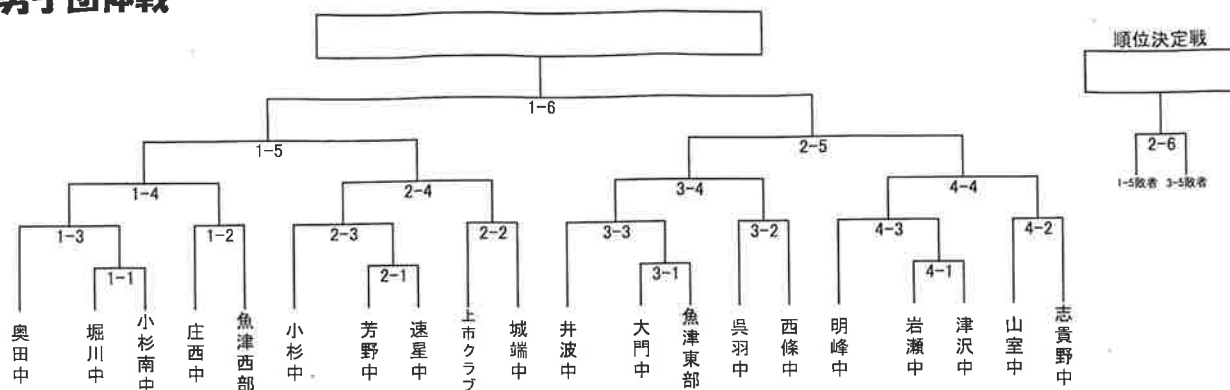 男子団体戦
順位決定戦
1-6
1-5
2-5
2-6
1-5敗者 3-5敗者
1-4
2-4
3-4
4-4
1-3
1-2
2-3
2-2
3-3
3-2
4-3
4-2
1-1
2-1
3-1
4-1
奥田中
堀川中
小杉南中
庄西中
魚津西部
小杉中
芳野中
速星中
上市クラブ
城端中
井波中
大門中
魚津東部
呉羽中
西條中
明峰中
岩瀬中
津沢中
山室中
志貴野中